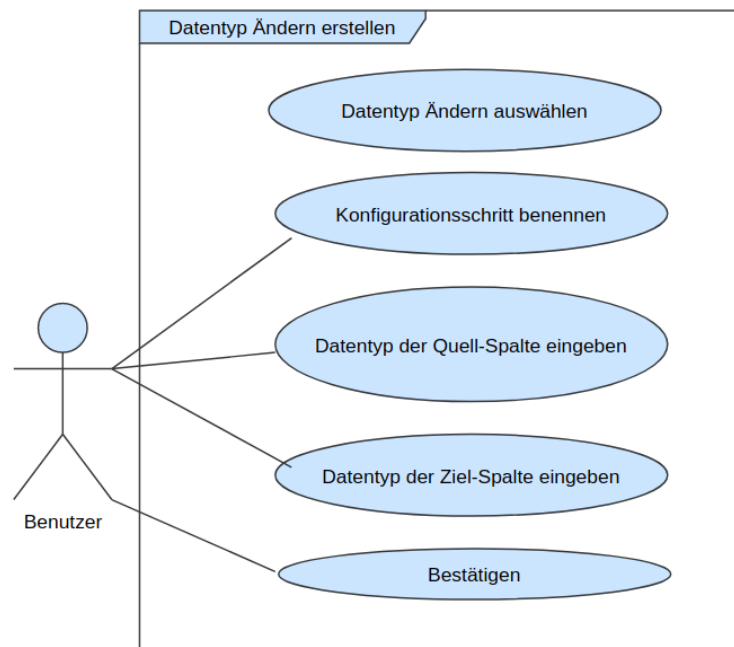 Datentyp Ändern erstellen
Datentyp Ändern auswählen
Konfigurationsschritt benennen
Datentyp der Quell-Spalte eingeben
Datentyp der Ziel-Spalte eingeben
Benutzer
Bestätigen